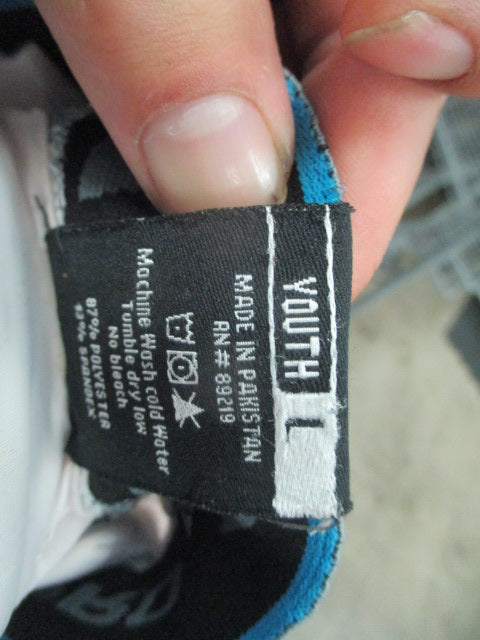 YOUTH L
MADE IN PAKISTAN
RN # 89219
Machine Wash cold Water
Tumble dry low
No bleach
87% POLYESTER
13% SPANDEX